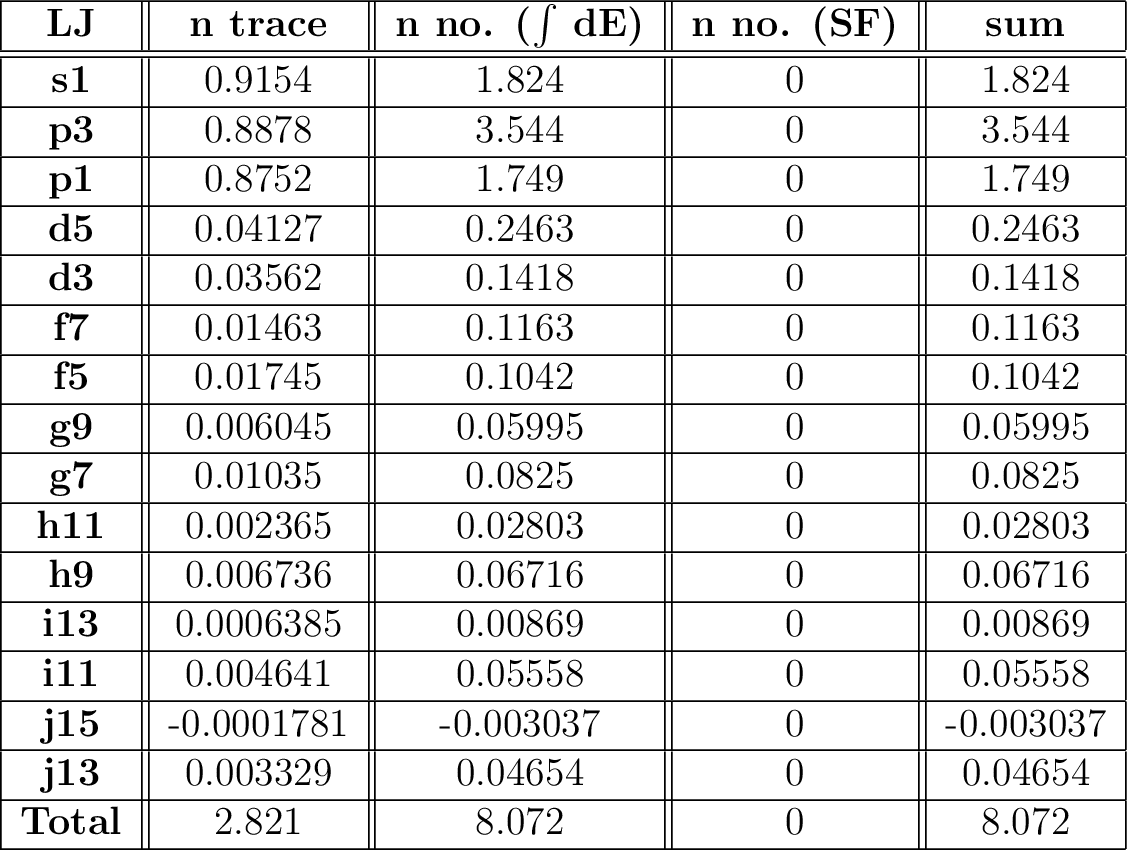 LJ n trace n no. (∫ dE) n no. (SF) sum
s1 0.9154 1.824 0 1.824
p3 0.8878 3.544 0 3.544
p1 0.8752 1.749 0 1.749
d5 0.04127 0.2463 0 0.2463
d3 0.03562 0.1418 0 0.1418
f7 0.01463 0.1163 0 0.1163
f5 0.01745 0.1042 0 0.1042
g9 0.006045 0.05995 0 0.05995
g7 0.01035 0.0825 0 0.0825
h11 0.002365 0.02803 0 0.02803
h9 0.006736 0.06716 0 0.06716
i13 0.0006385 0.00869 0 0.00869
i11 0.004641 0.05558 0 0.05558
j15 -0.0001781 -0.003037 0 -0.003037
j13 0.003329 0.04654 0 0.04654
Total 2.821 8.072 0 8.072